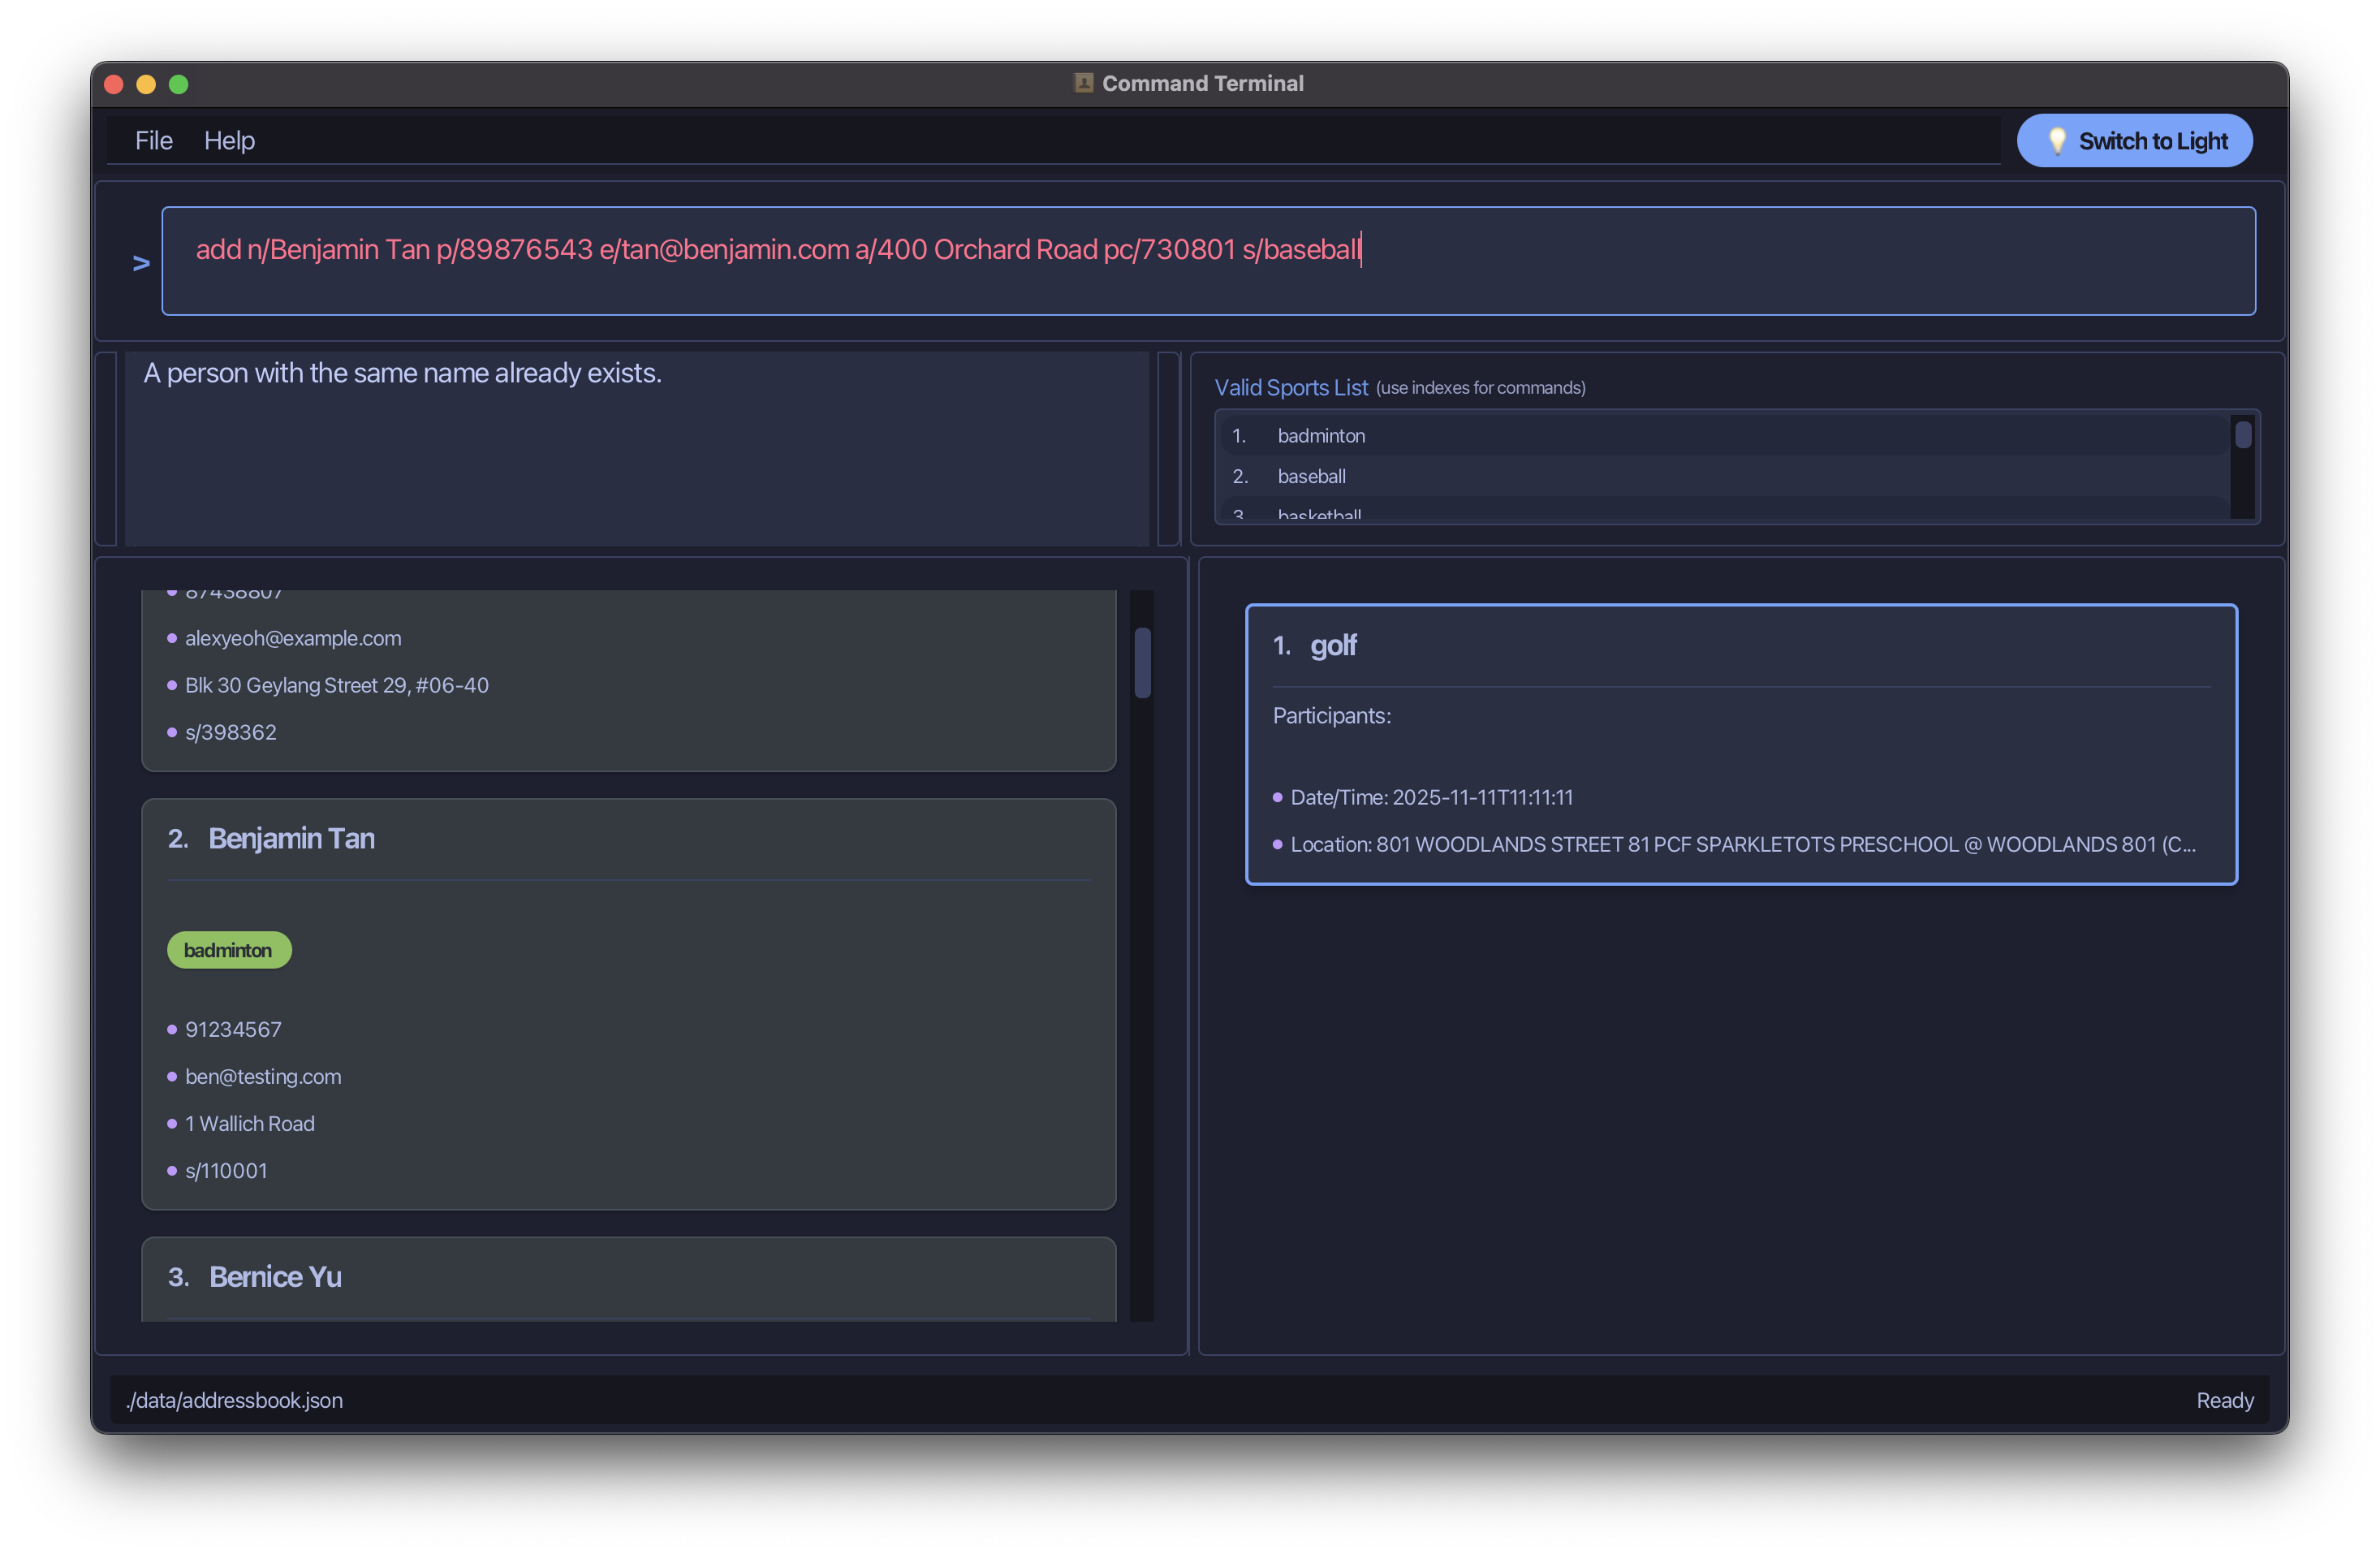 Command Terminal
File Help
💡 Switch to Light
> add n/Benjamin Tan p/89876543 e/tan@benjamin.com a/400 Orchard Road pc/730801 s/baseball
A person with the same name already exists.
Valid Sports List (use indexes for commands)
1. badminton
2. baseball
3. basketball
87438807
alexyeoh@example.com
Blk 30 Geylang Street 29, #06-40
s/398362
2. Benjamin Tan
badminton
91234567
ben@testing.com
1 Wallich Road
s/110001
3. Bernice Yu
1. golf
Participants:
Date/Time: 2025-11-11T11:11:11
Location: 801 WOODLANDS STREET 81 PCF SPARKLETOTS PRESCHOOL @ WOODLANDS 801 (C...
./data/addressbook.json
Ready